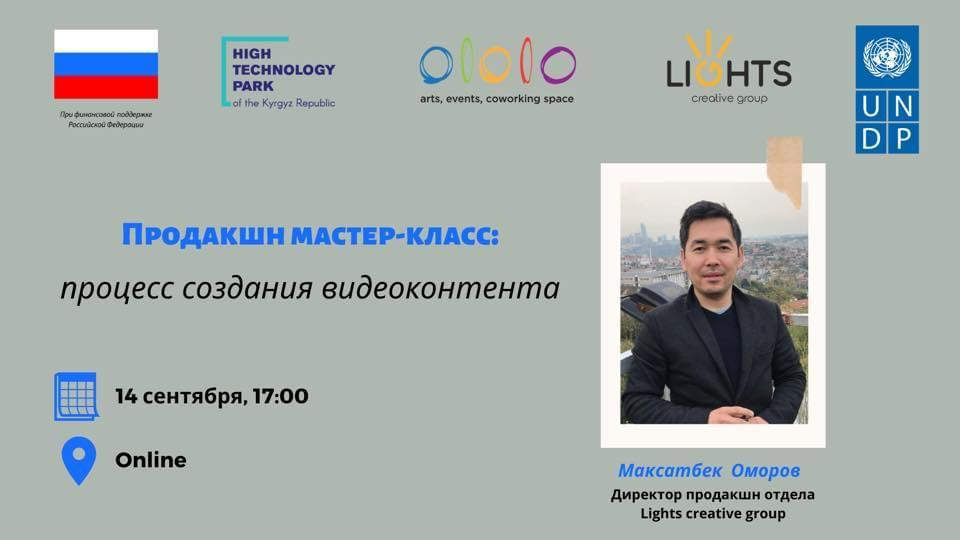 При финансовой поддержке
Российской Федерации
HIGH
TECHNOLOGY
PARK
of the Kyrgyz Republic
ololo
arts, events, coworking space
LIGHTS
creative group
UN
DP
Продакшн мастер-класс:
процесс создания видеоконтента
14 сентября, 17:00
Online
Максатбек Оморов
Директор продакшн отдела
Lights creative group